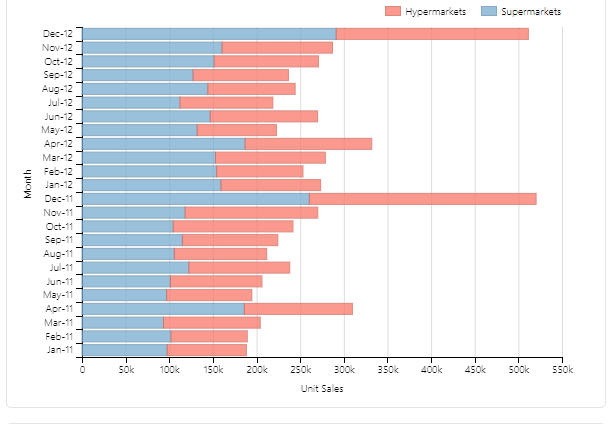 Hypermarkets Supermarkets
Dec-12
Nov-12
Oct-12
Sep-12
Aug-12
Jul-12
Jun-12
May-12
Apr-12
Mar-12
Feb-12
Jan-12
Dec-11
Nov-11
Oct-11
Sep-11
Aug-11
Jul-11
Jun-11
May-11
Apr-11
Mar-11
Feb-11
Jan-11
Month
0 50k 100k 150k 200k 250k 300k 350k 400k 450k 500k 550k
Unit Sales